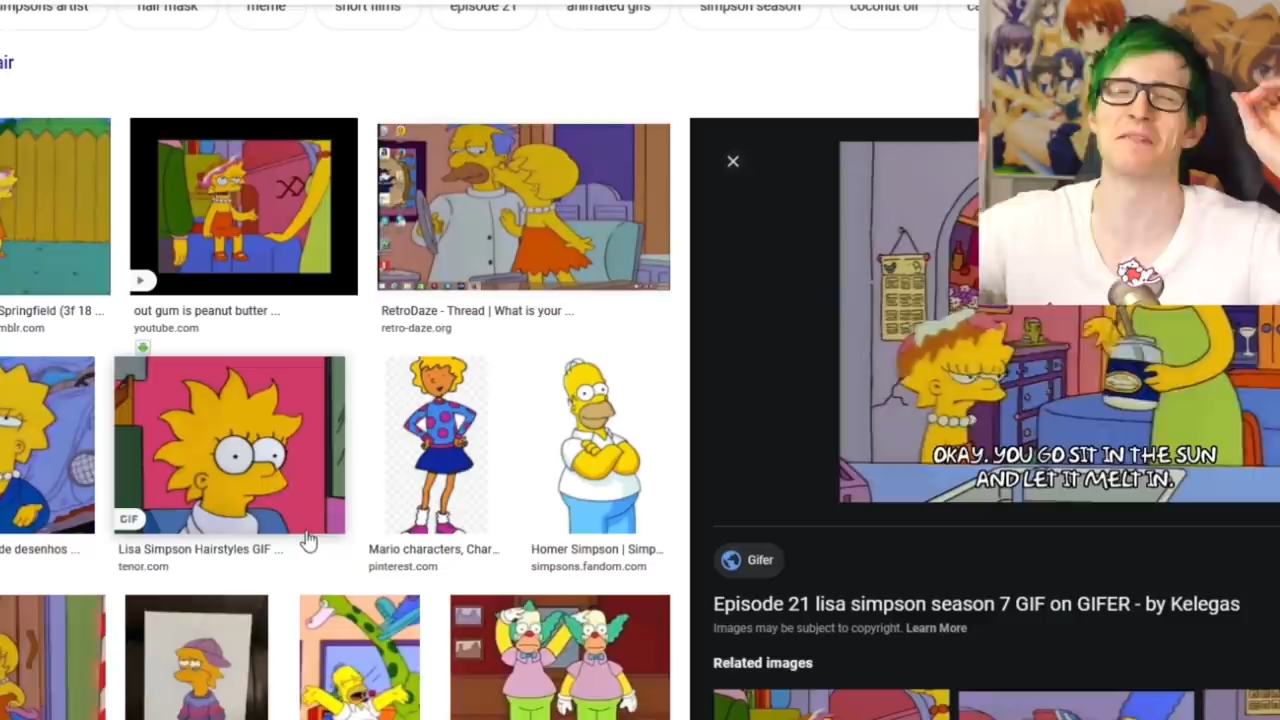 impsons artist
hair mask
meme
short films
episode 21
animated gifs
simpson season
coconut oil
air
Springfield (3f 18 ...
mblr.com
out gum is peanut butter ...
youtube.com
RetroDaze - Thread | What is your ...
retro-daze.org
GIF
de desenhos ...
Lisa Simpson Hairstyles GIF ...
tenor.com
Mario characters, Char...
pinterest.com
Homer Simpson | Simp...
simpsons.fandom.com
OKAY. YOU GO SIT IN THE SUN
AND LET IT MELT IN.
Gifer
Episode 21 lisa simpson season 7 GIF on GIFER - by Kelegas
Images may be subject to copyright. Learn More
Related images